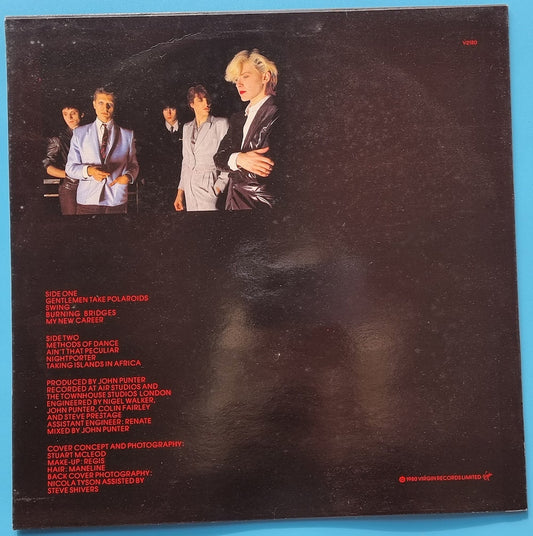 V2180
SIDE ONE
GENTLEMEN TAKE POLAROIDS
SWING
BURNING BRIDGES
MY NEW CAREER
SIDE TWO
METHODS OF DANCE
AIN'T THAT PECULIAR
NIGHTPORTER
TAKING ISLANDS IN AFRICA
PRODUCED BY JOHN PUNTER
RECORDED AT AIR STUDIOS AND
THE TOWNHOUSE STUDIOS LONDON
ENGINEERED BY NIGEL WALKER,
JOHN PUNTER, COLIN FAIRLEY
AND STEVE PRESTAGE
ASSISTANT ENGINEER: RENATE
MIXED BY JOHN PUNTER
COVER CONCEPT AND PHOTOGRAPHY:
STUART MCLEOD
MAKE-UP: REGIS
HAIR: MANELINE
BACK COVER PHOTOGRAPHY:
NICOLA TYSON ASSISTED BY
STEVE SHIVERS
℗ 1980 VIRGIN RECORDS LIMITED Virgin